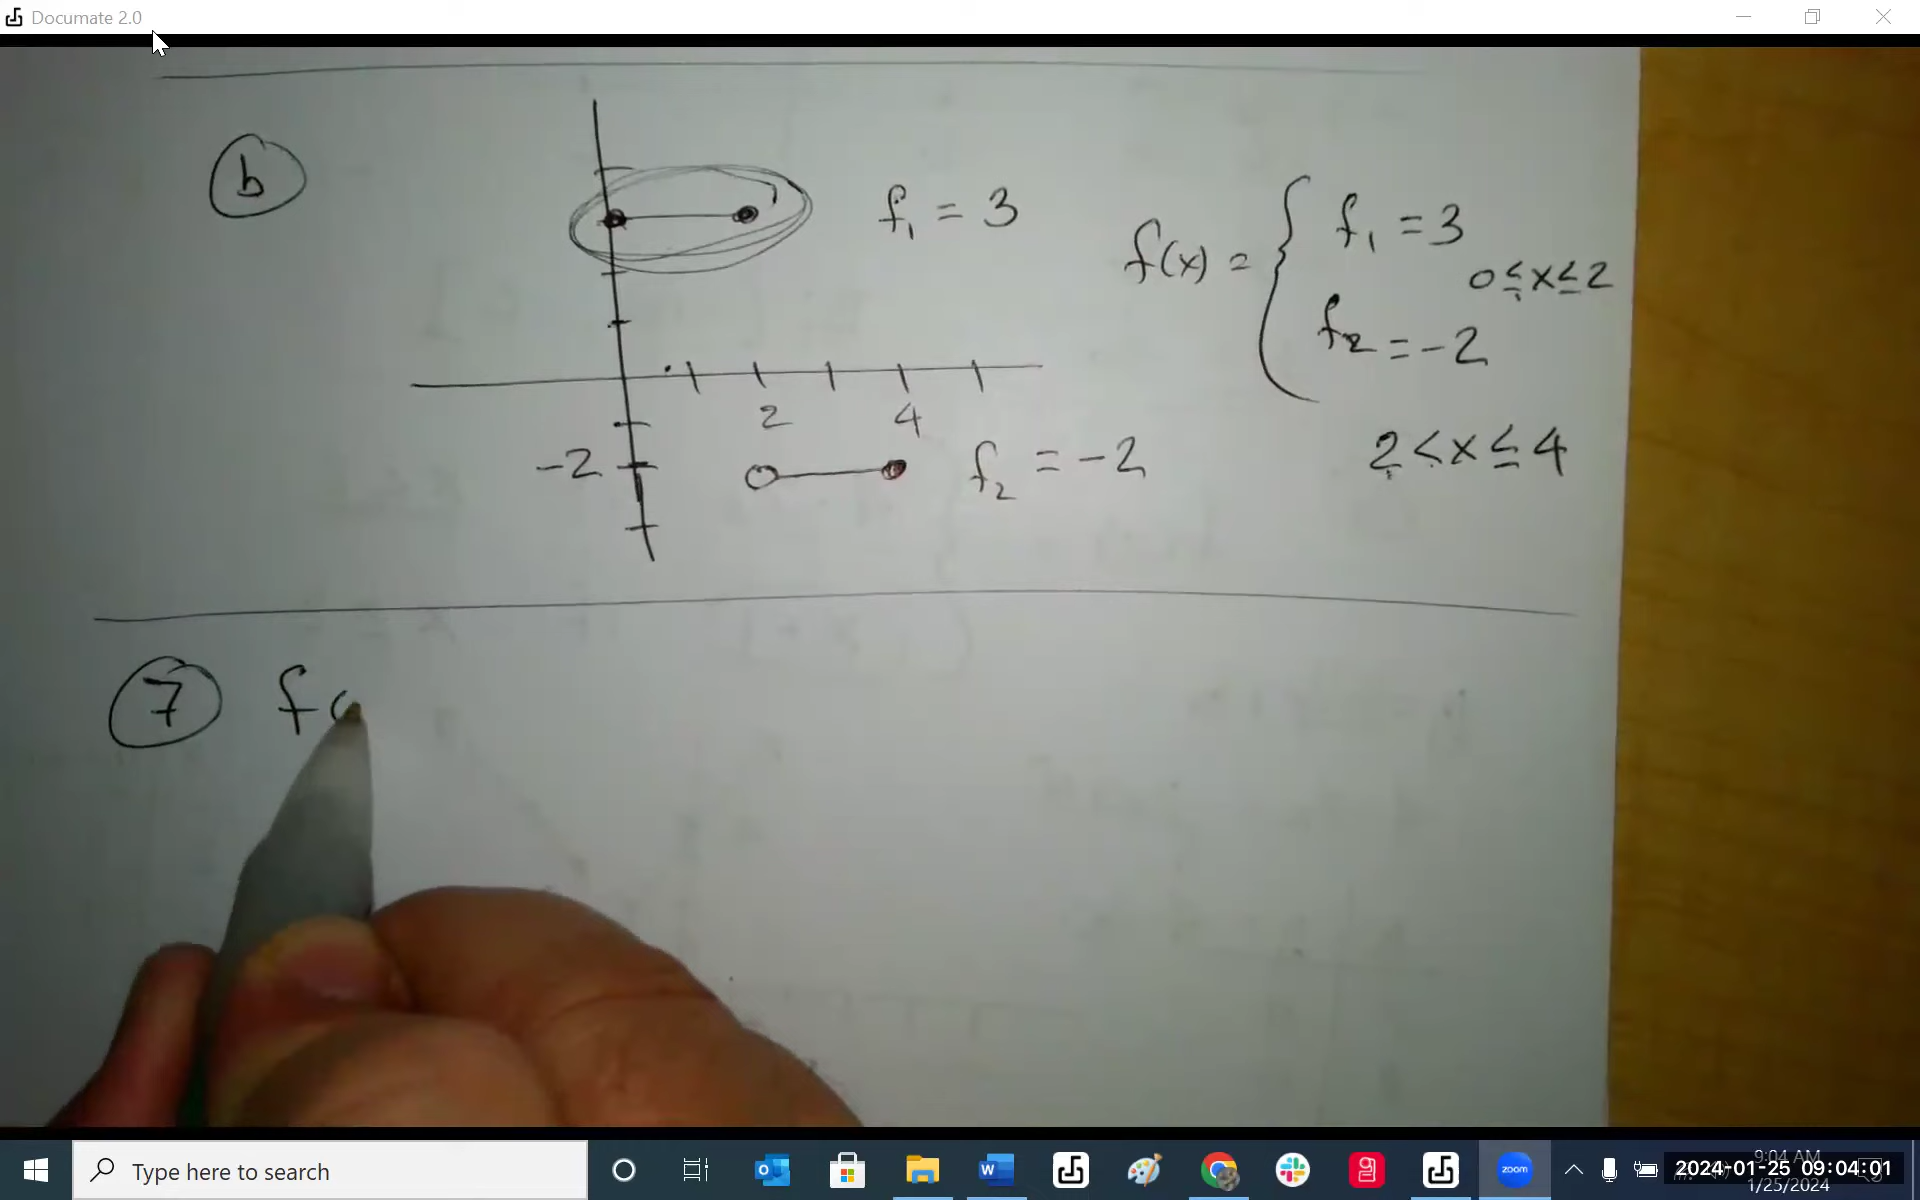 Documate 2.0
b
f₁ = 3
f(x) = { f₁ = 3
0 ≤ x ≤ 2
f₂ = -2
2 < x ≤ 4
2 4
-2
f₂ = -2
7 f(
Type here to search
zoom
9:04 AM
2024-01-25 09:04:01
1/25/2024